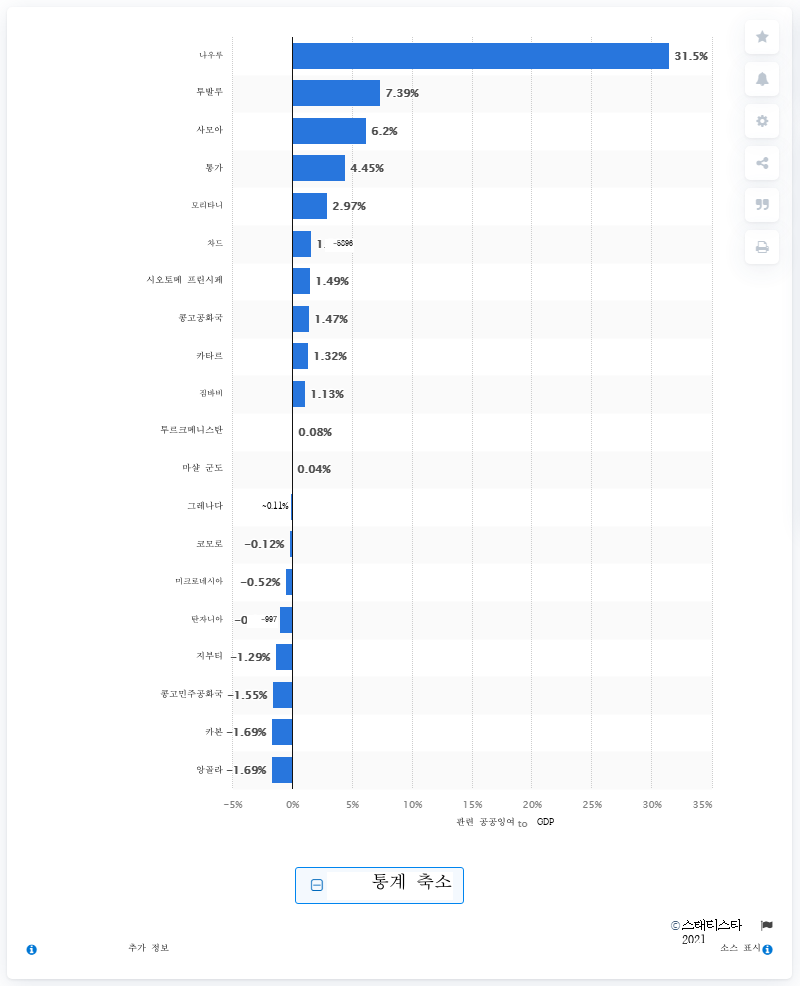 나우루 31.5%
투발루 7.39%
사모아 6.2%
통가 4.45%
모리타니 2.97%
차드 1.
시오토메 프린시페 1.49%
콩고공화국 1.47%
카타르 1.32%
짐바비 1.13%
투르크메니스탄 0.08%
마샬 군도 0.04%
그레나다 -0.11%
코모로 -0.12%
미크로네시아 -0.52%
탄자니아 -0 -997
지부티 -1.29%
콩고민주공화국 -1.55%
카본 -1.69%
앙골라 -1.69%
-5% 0% 5% 10% 15% 20% 25% 30% 35%
관련 공공잉여 to GDP
통계 축소
©스태티스타
2021
추가 정보 소스 표시